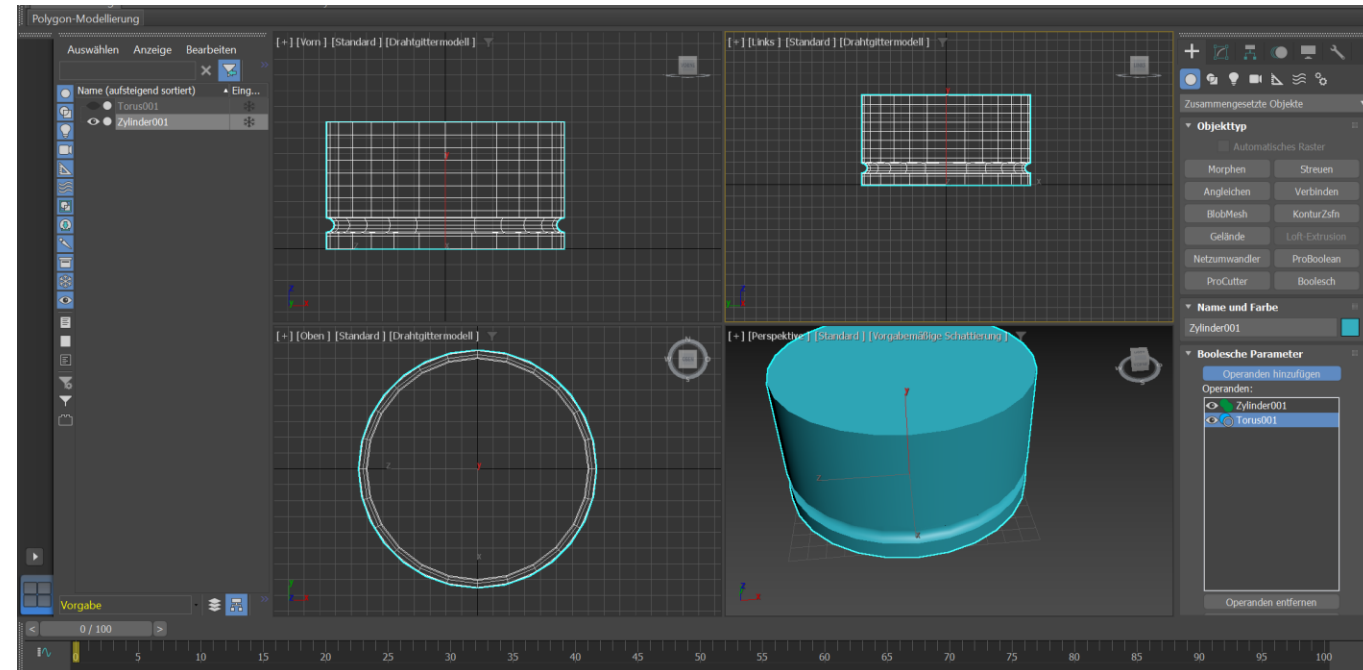 Polygon-Modellierung
Auswählen Anzeige Bearbeiten
Name (aufsteigend sortiert) Eing...
Torus001
Zylinder001
Vorgabe
[+] [Vorn ] [Standard ] [Drahtgittermodell ]
[+] [Links ] [Standard ] [Drahtgittermodell ]
[+] [Oben ] [Standard ] [Drahtgittermodell ]
[+] [Perspektive ] [Standard ] [Vorgabemäßige Schattierung ]
Zusammengesetzte Objekte
Objekttyp
Automatisches Raster
Morphen Streuen
Angleichen Verbinden
BlobMesh KonturZsfn
Gelände Loft-Extrusion
Netzumwandler ProBoolean
ProCutter Boolesch
Name und Farbe
Zylinder001
Boolesche Parameter
Operanden hinzufügen
Operanden:
Zylinder001
Torus001
Operanden entfernen
< 0 / 100 >
0 5 10 15 20 25 30 35 40 45 50 55 60 65 70 75 80 85 90 95 100